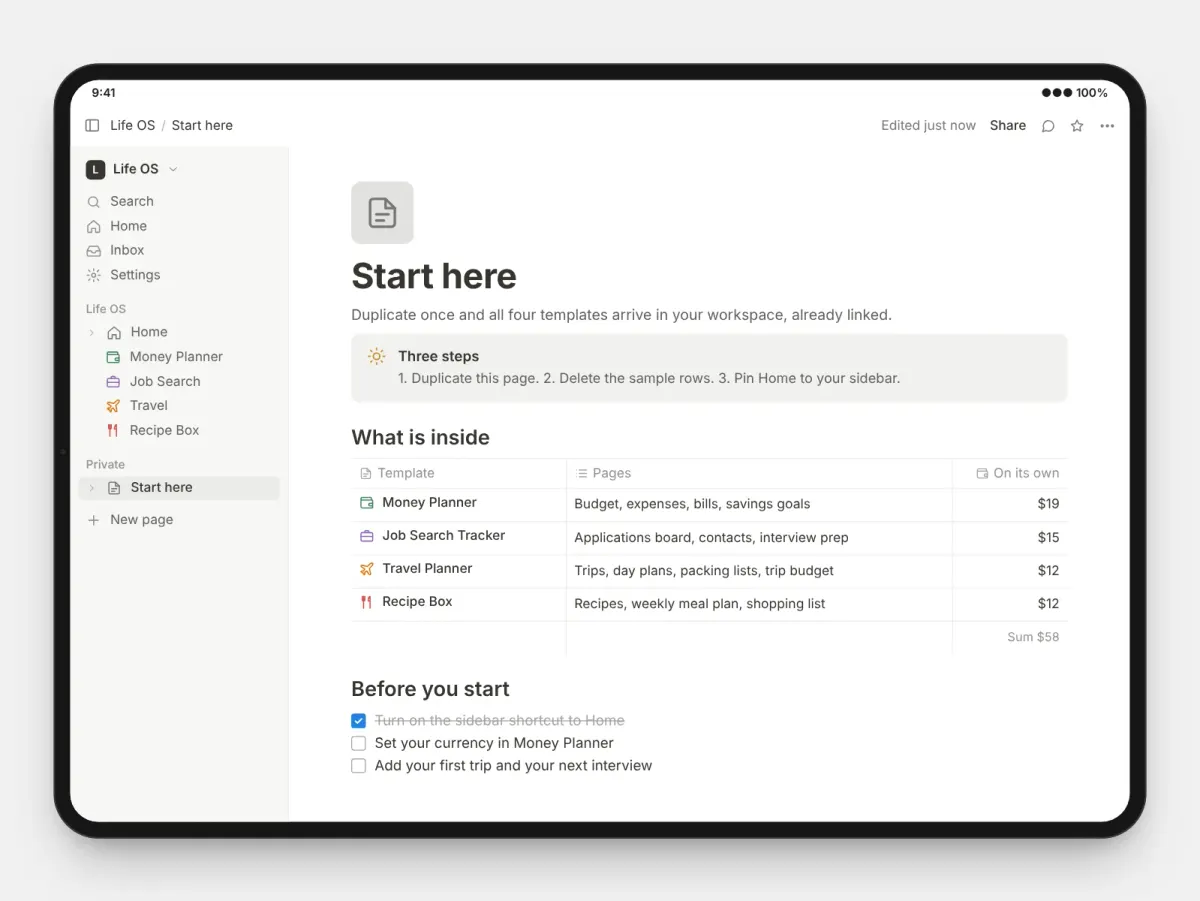 9:41
100%
Life OS / Start here
Edited just now
Share
L
Life OS
Search
Home
Inbox
Settings
Life OS
Home
Money Planner
Job Search
Travel
Recipe Box
Private
Start here
New page
Start here
Duplicate once and all four templates arrive in your workspace, already linked.
Three steps
1. Duplicate this page. 2. Delete the sample rows. 3. Pin Home to your sidebar.
What is inside
Template Pages On its own
Money Planner Budget, expenses, bills, savings goals $19
Job Search Tracker Applications board, contacts, interview prep $15
Travel Planner Trips, day plans, packing lists, trip budget $12
Recipe Box Recipes, weekly meal plan, shopping list $12
Sum $58
Before you start
Turn on the sidebar shortcut to Home
Set your currency in Money Planner
Add your first trip and your next interview